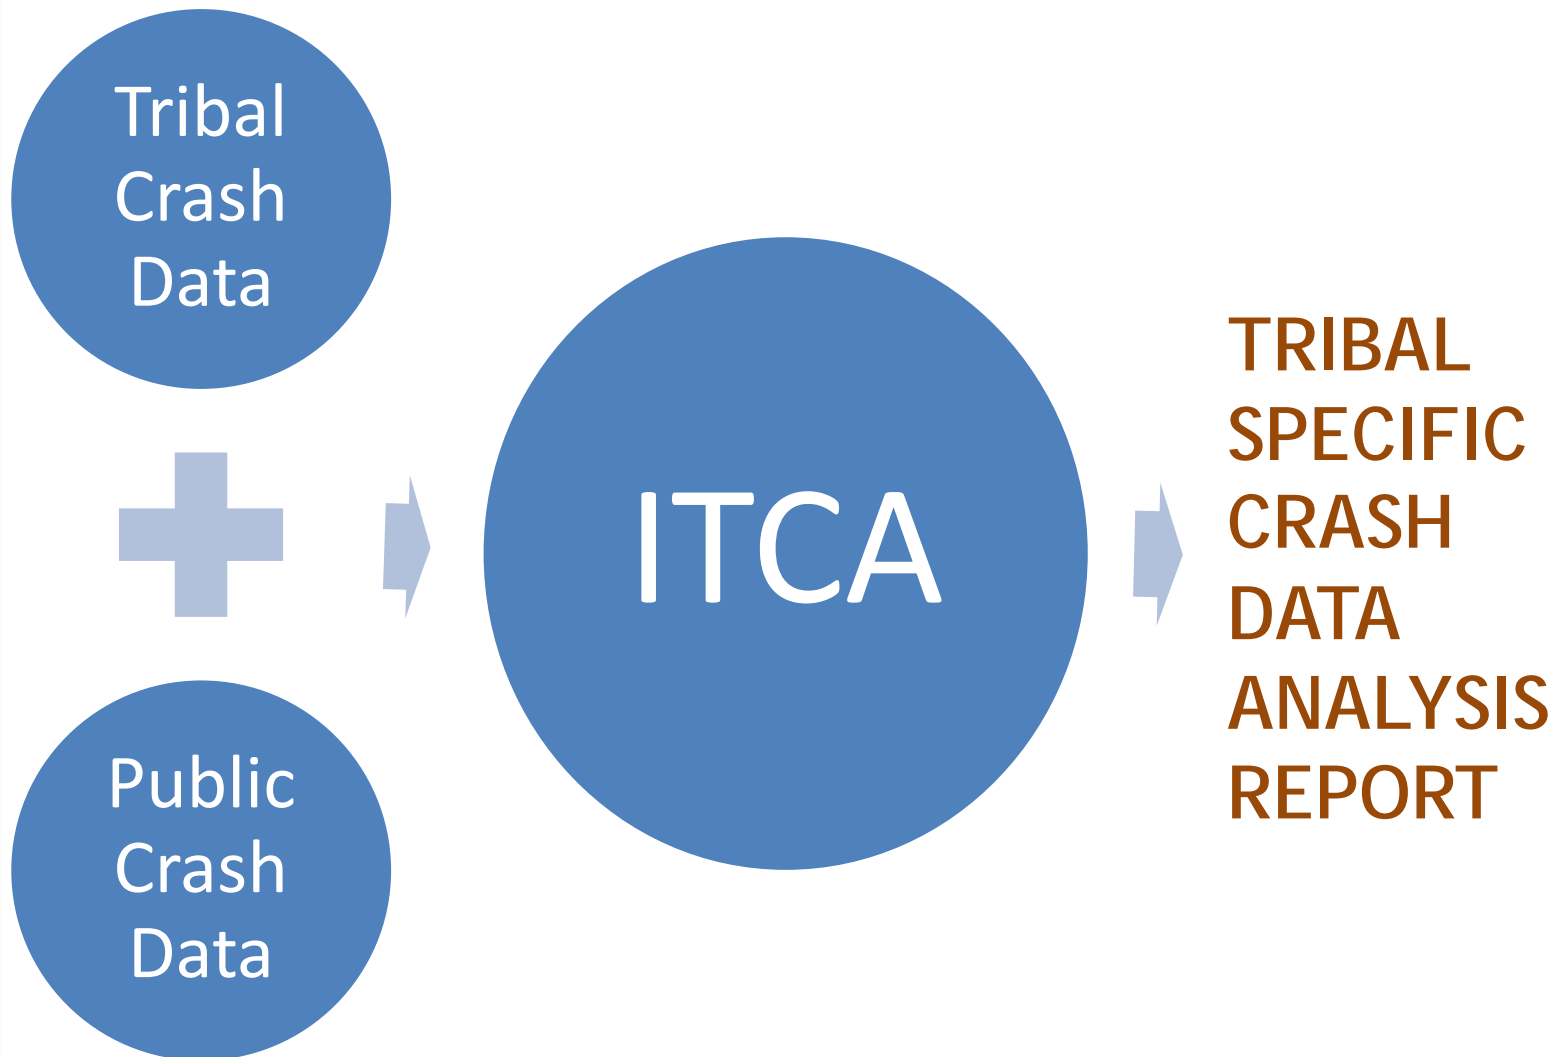 Tribal
Crash
Data
Public
Crash
Data
ITCA
TRIBAL
SPECIFIC
CRASH
DATA
ANALYSIS
REPORT